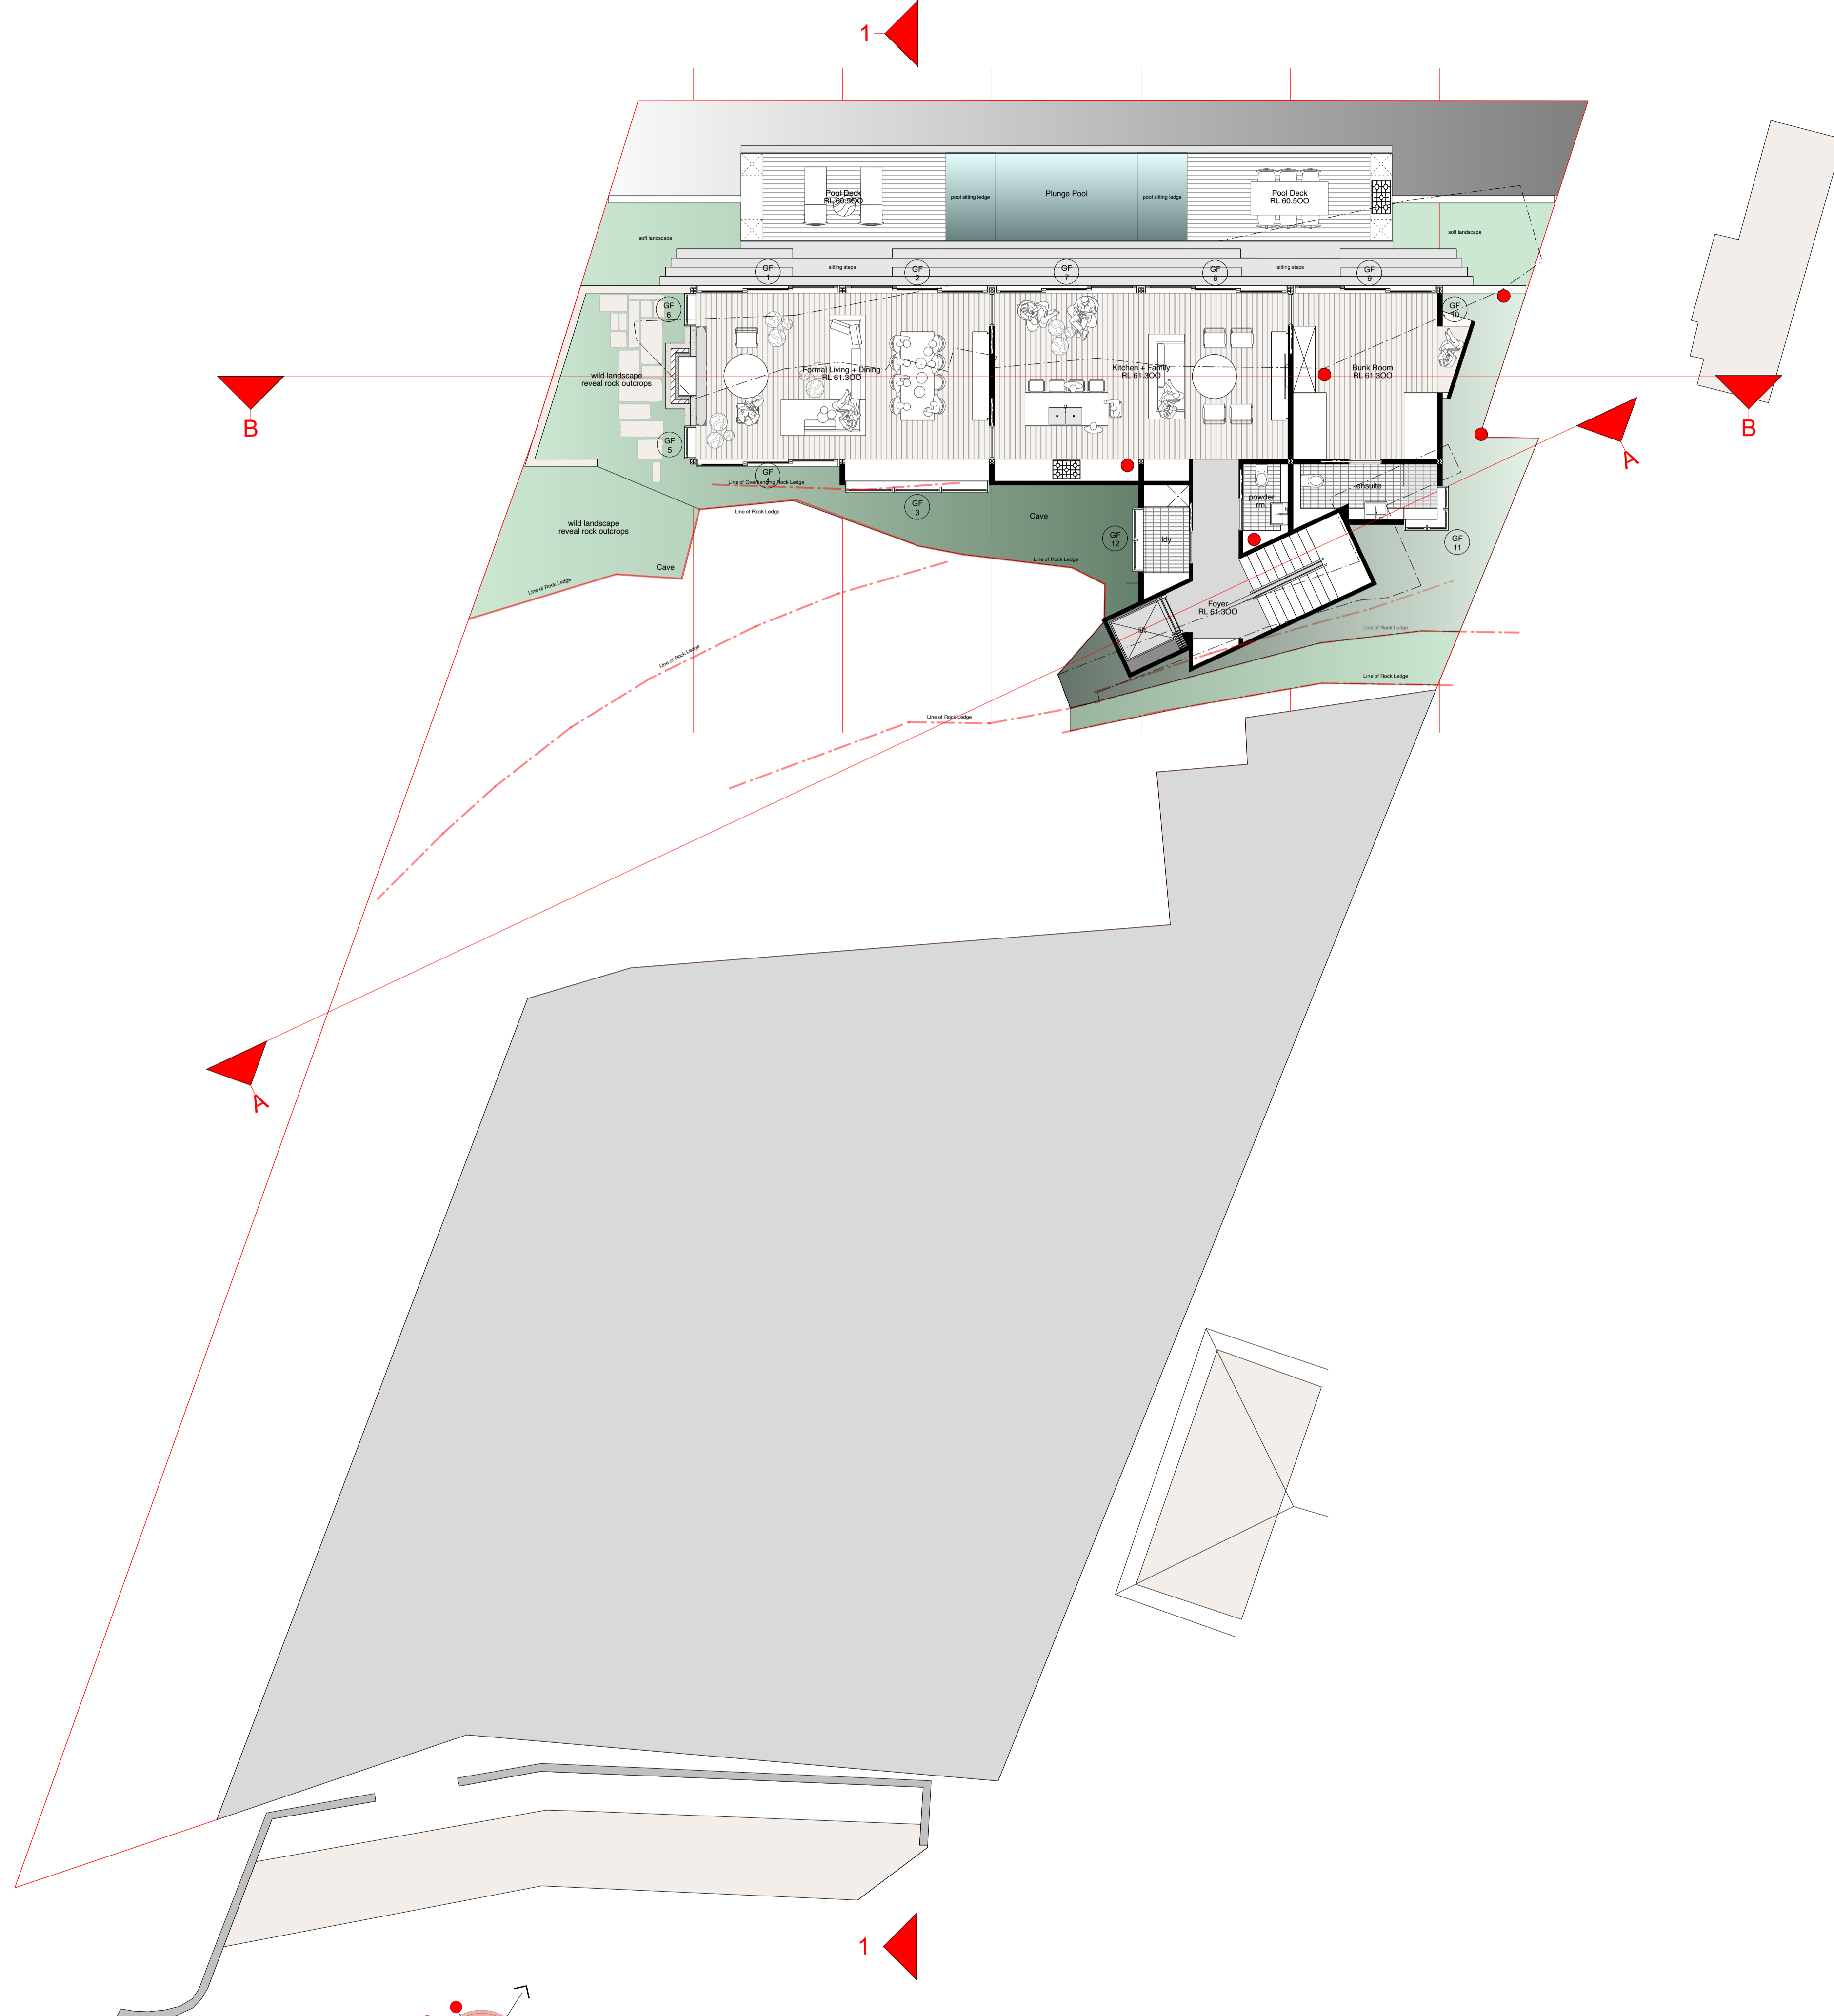 1
Pool Deck
RL 60.500
pool sitting ledge
Plunge Pool
pool sitting ledge
Pool Deck
RL 60.500
soft landscape
soft landscape
sitting steps
sitting steps
GF
1
GF
2
GF
7
GF
8
GF
9
GF
6
GF
10
wild landscape
reveal rock outcrops
Formal Living + Dining
RL 61.300
Kitchen + Family
RL 61.300
Bunk Room
RL 61.300
B
B
A
GF
5
GF
4
Line of Overhanging Rock Ledge
Line of Rock Ledge
GF
3
Cave
powder
rm
ensuite
wild landscape
reveal rock outcrops
GF
12
ldy
GF
11
Cave
Line of Rock Ledge
Line of Rock Ledge
Foyer
RL 61.300
lift
Line of Rock Ledge
Line of Rock Ledge
Line of Rock Ledge
Line of Rock Ledge
A
1